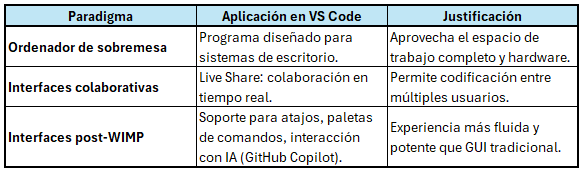 Paradigma Aplicación en VS Code Justificación
Ordenador de sobremesa
Programa diseñado para
sistemas de escritorio.
Aprovecha el espacio de
trabajo completo y hardware.
Interfaces colaborativas
Live Share: colaboración en
tiempo real.
Permite codificación entre
múltiples usuarios.
Interfaces post-WIMP
Soporte para atajos, paletas
de comandos, interacción
con IA (GitHub Copilot).
Experiencia más fluida y
potente que GUI tradicional.